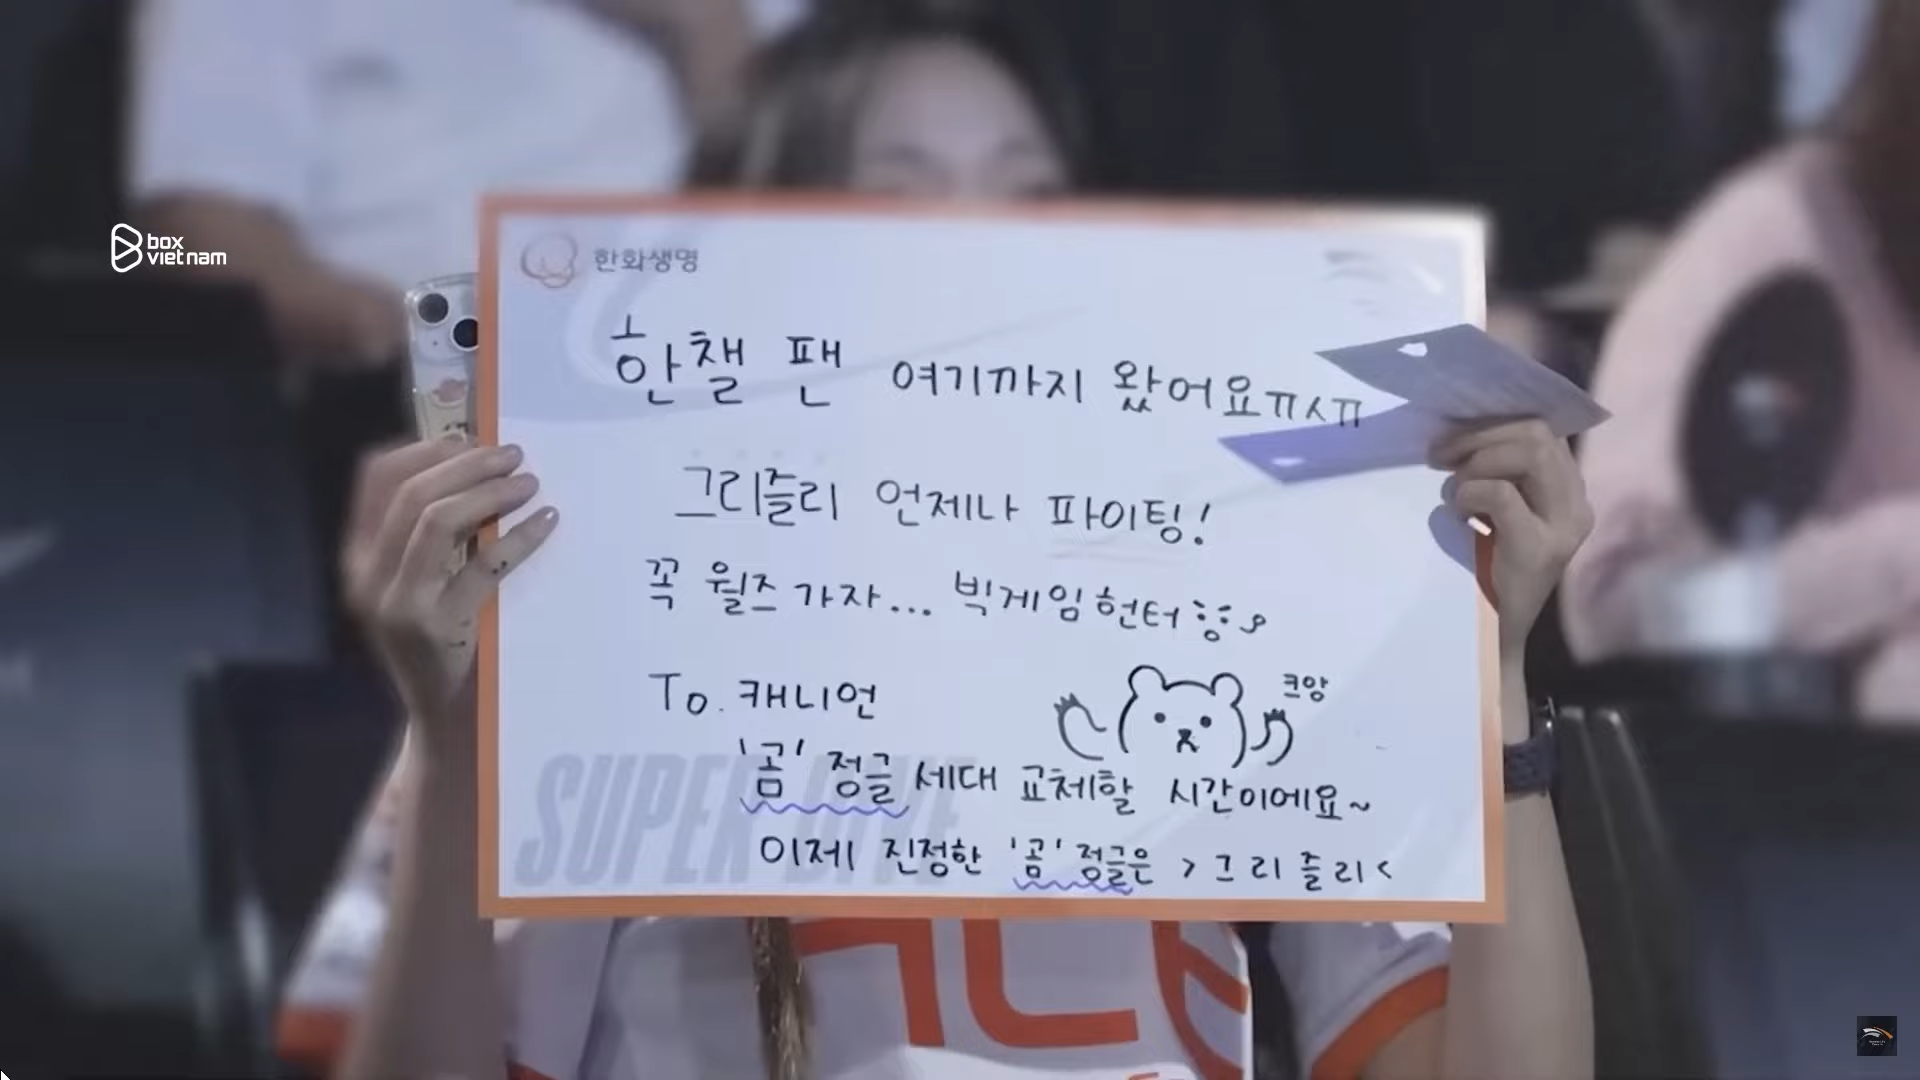 box
vietnam
한화생명
한챌 팬 여기까지 왔어요ㅠㅅㅠ
그리즐리 언제나 파이팅!
꼭 월즈 가자... 빅게임헌터
To. 캐니언
크앙
'곰' 정글 세대 교체할 시간이에요~
이제 진정한 '곰' 정글은 >그리즐리<
SUPER DIVE